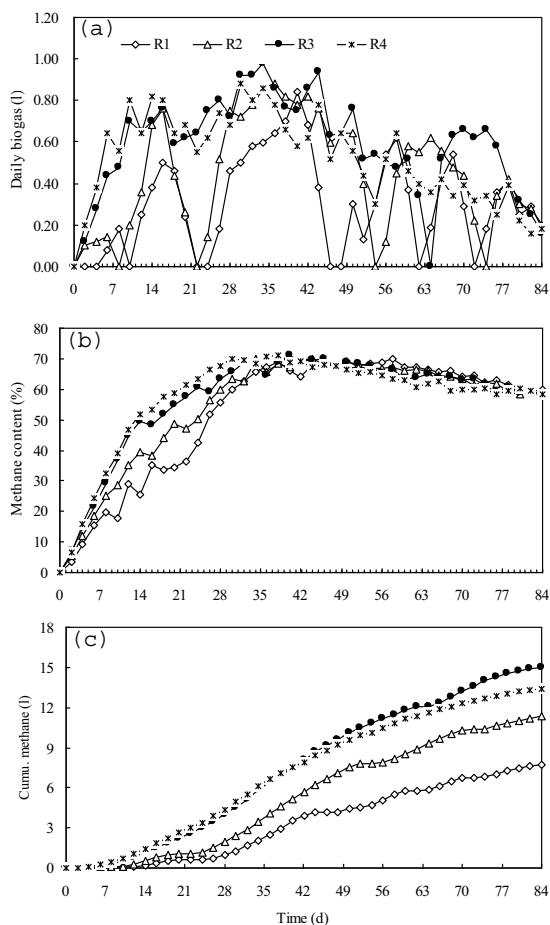 (a)
R1 R2 R3 R4
Daily biogas (l)
1.20
1.00
0.80
0.60
0.40
0.20
0.00
0 7 14 21 28 35 42 49 56 63 70 77 84
(b)
Methane content (%)
80
70
60
50
40
30
20
10
0
0 7 14 21 28 35 42 49 56 63 70 77 84
(c)
Cumu. methane (l)
18
15
12
9
6
3
0
0 7 14 21 28 35 42 49 56 63 70 77 84
Time (d)